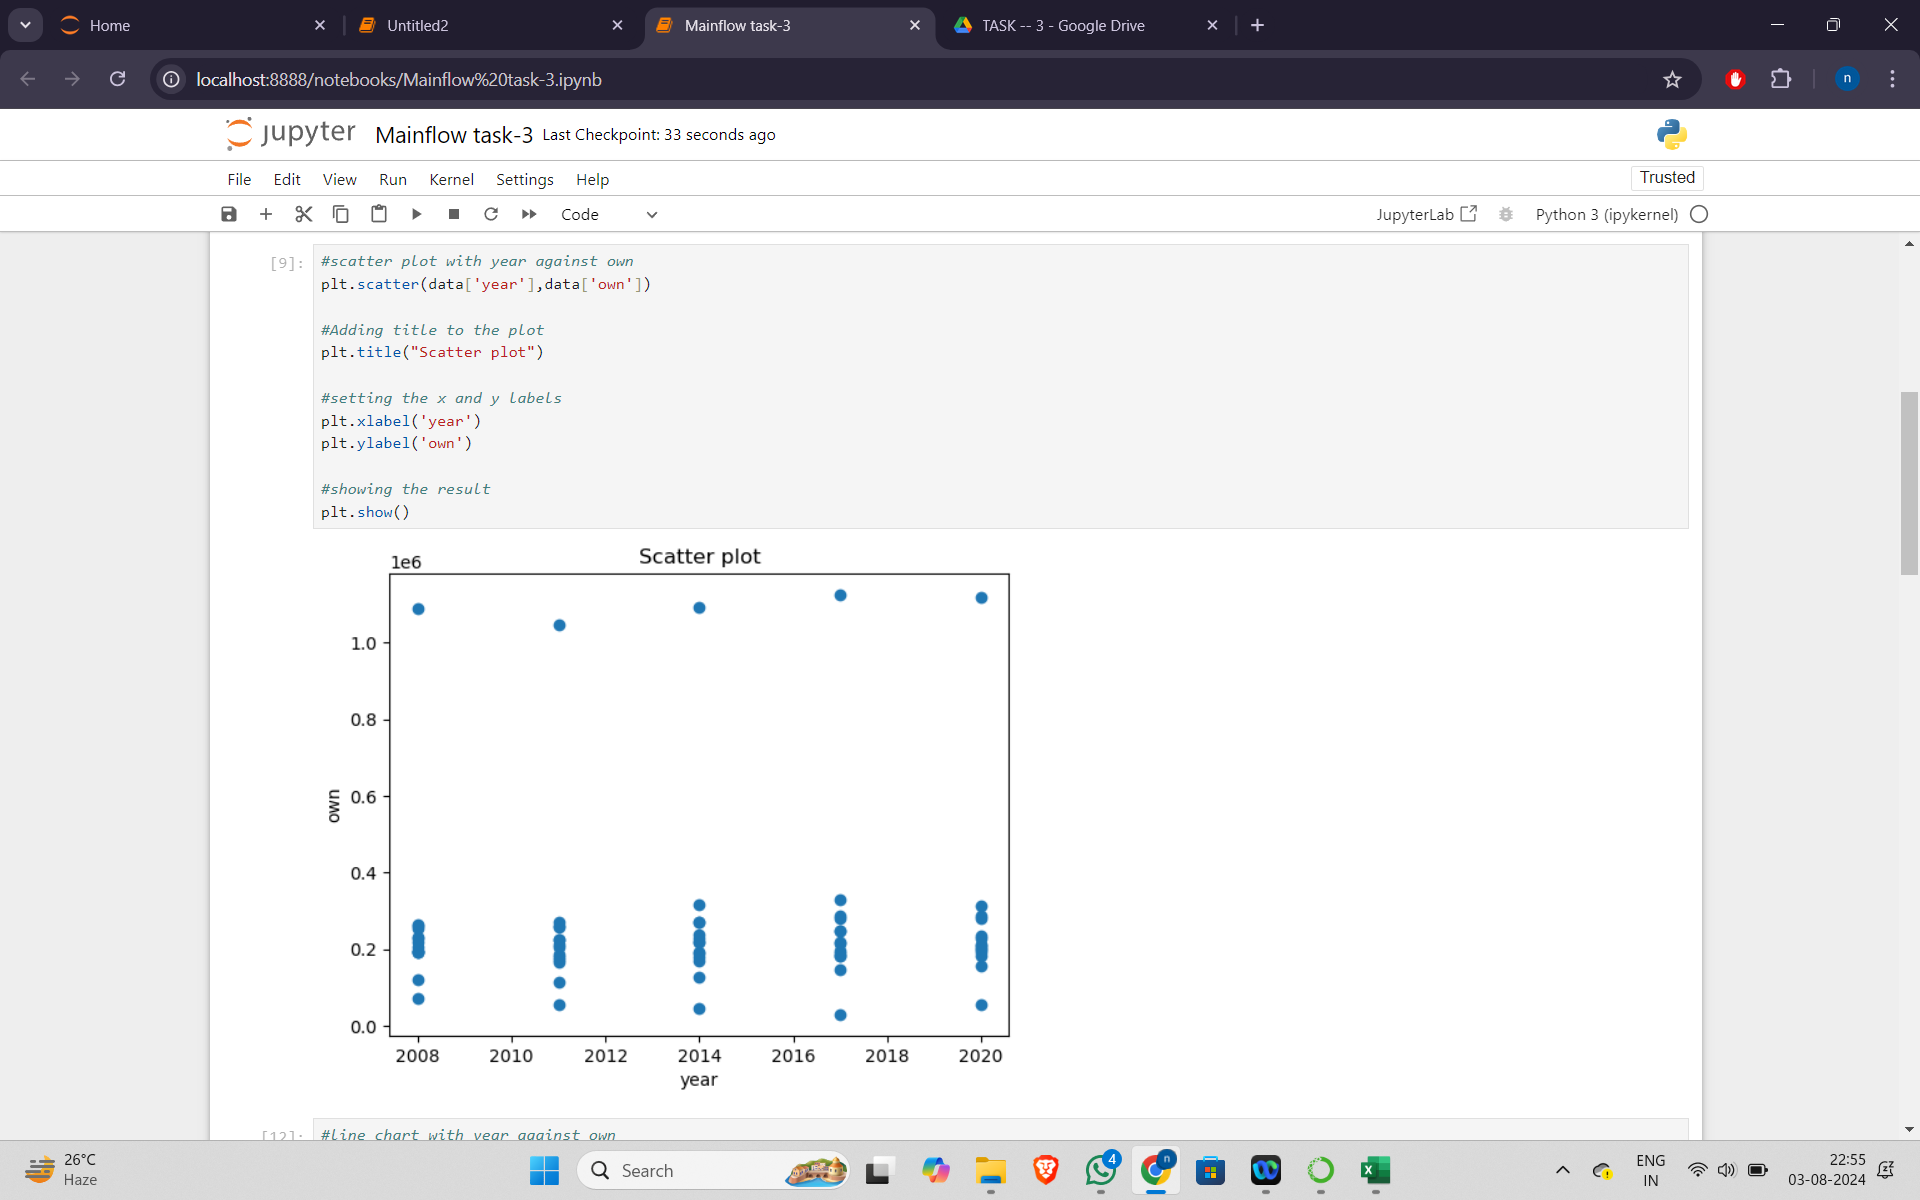 Home
Untitled2
Mainflow task-3
TASK -- 3 - Google Drive
localhost:8888/notebooks/Mainflow%20task-3.ipynb
n
jupyter Mainflow task-3 Last Checkpoint: 33 seconds ago
File Edit View Run Kernel Settings Help
Trusted
Code
JupyterLab
Python 3 (ipykernel)
[9]:
#scatter plot with year against own
plt.scatter(data['year'],data['own'])
#Adding title to the plot
plt.title("Scatter plot")
#setting the x and y labels
plt.xlabel('year')
plt.ylabel('own')
#showing the result
plt.show()
1e6
Scatter plot
1.0
0.8
0.6
0.4
0.2
0.0
own
2008 2010 2012 2014 2016 2018 2020
year
[12]:
#line chart with year against own
26°C
Haze
Search
4
n
ENG
IN
22:55
03-08-2024